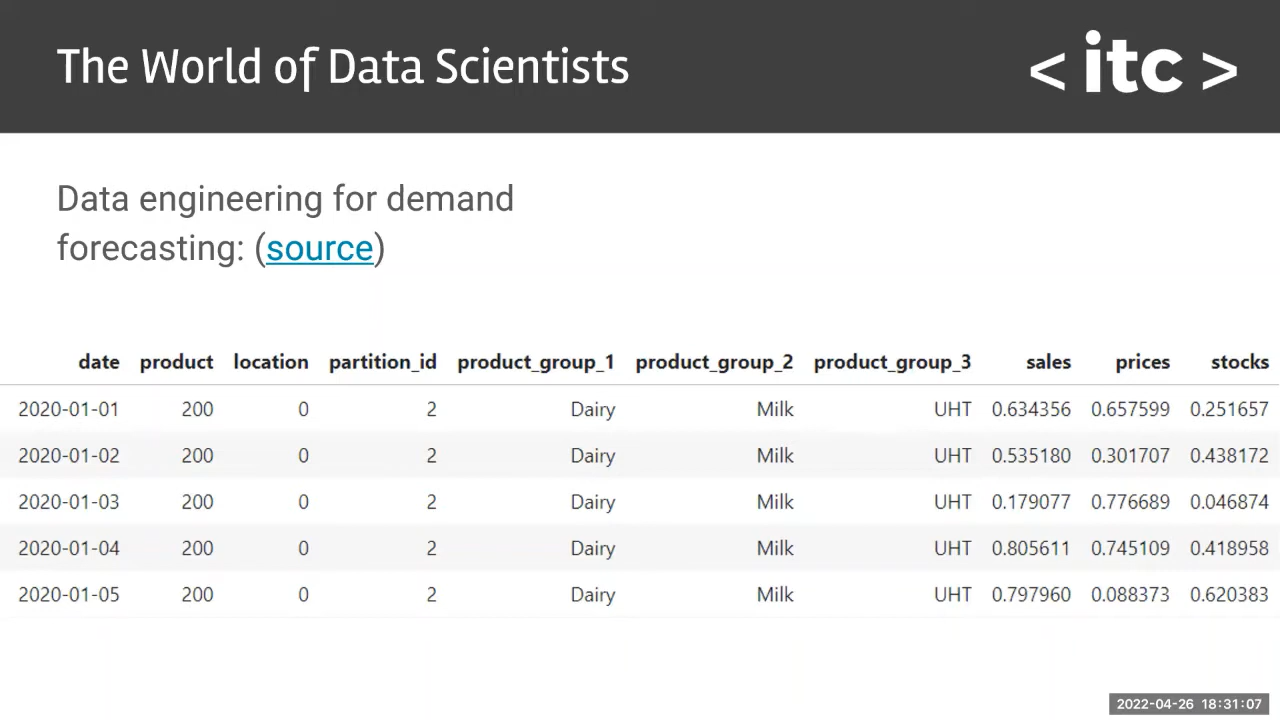 The World of Data Scientists
< itc >
Data engineering for demand
forecasting: (source)
date product location partition_id product_group_1 product_group_2 product_group_3 sales prices stocks
2020-01-01 200 0 2 Dairy Milk UHT 0.634356 0.657599 0.251657
2020-01-02 200 0 2 Dairy Milk UHT 0.535180 0.301707 0.438172
2020-01-03 200 0 2 Dairy Milk UHT 0.179077 0.776689 0.046874
2020-01-04 200 0 2 Dairy Milk UHT 0.805611 0.745109 0.418958
2020-01-05 200 0 2 Dairy Milk UHT 0.797960 0.088373 0.620383
2022-04-26 18:31:07